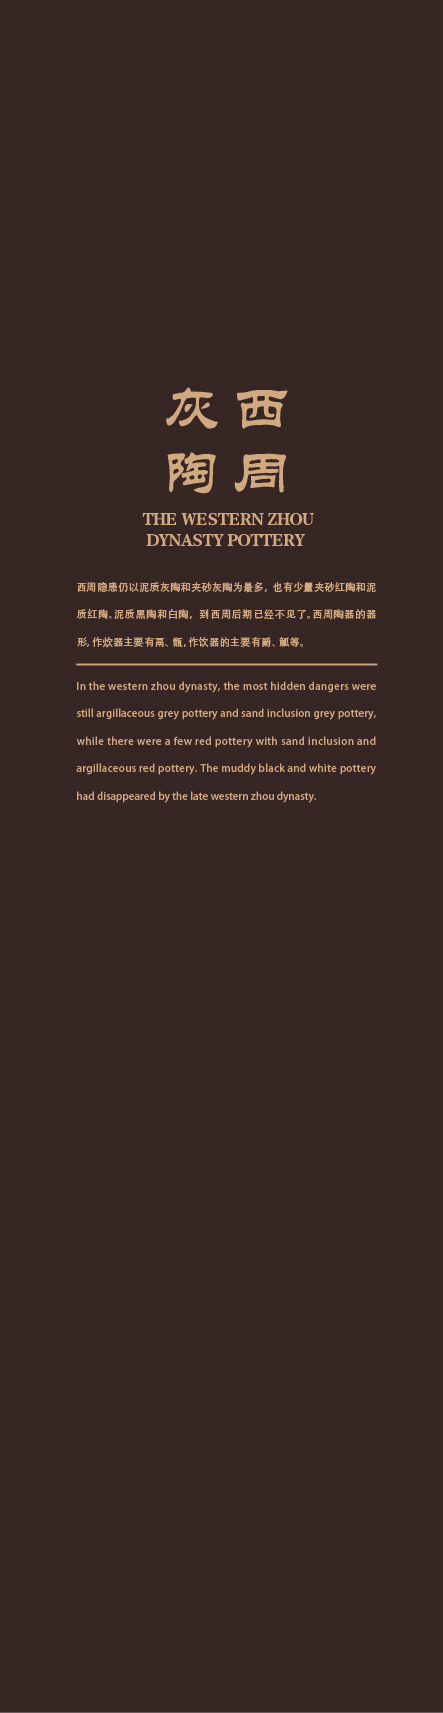 西周
灰陶
THE WESTERN ZHOU
DYNASTY POTTERY
西周隐患仍以泥质灰陶和夹砂灰陶为最多，也有少量夹砂红陶和泥
质红陶。泥质黑陶和白陶，到西周后期已经不见了。西周陶器的器
形，作炊器主要有鬲、甗，作饮器的主要有爵、觚等。
In the western zhou dynasty, the most hidden dangers were
still argillaceous grey pottery and sand inclusion grey pottery,
while there were a few red pottery with sand inclusion and
argillaceous red pottery. The muddy black and white pottery
had disappeared by the late western zhou dynasty.